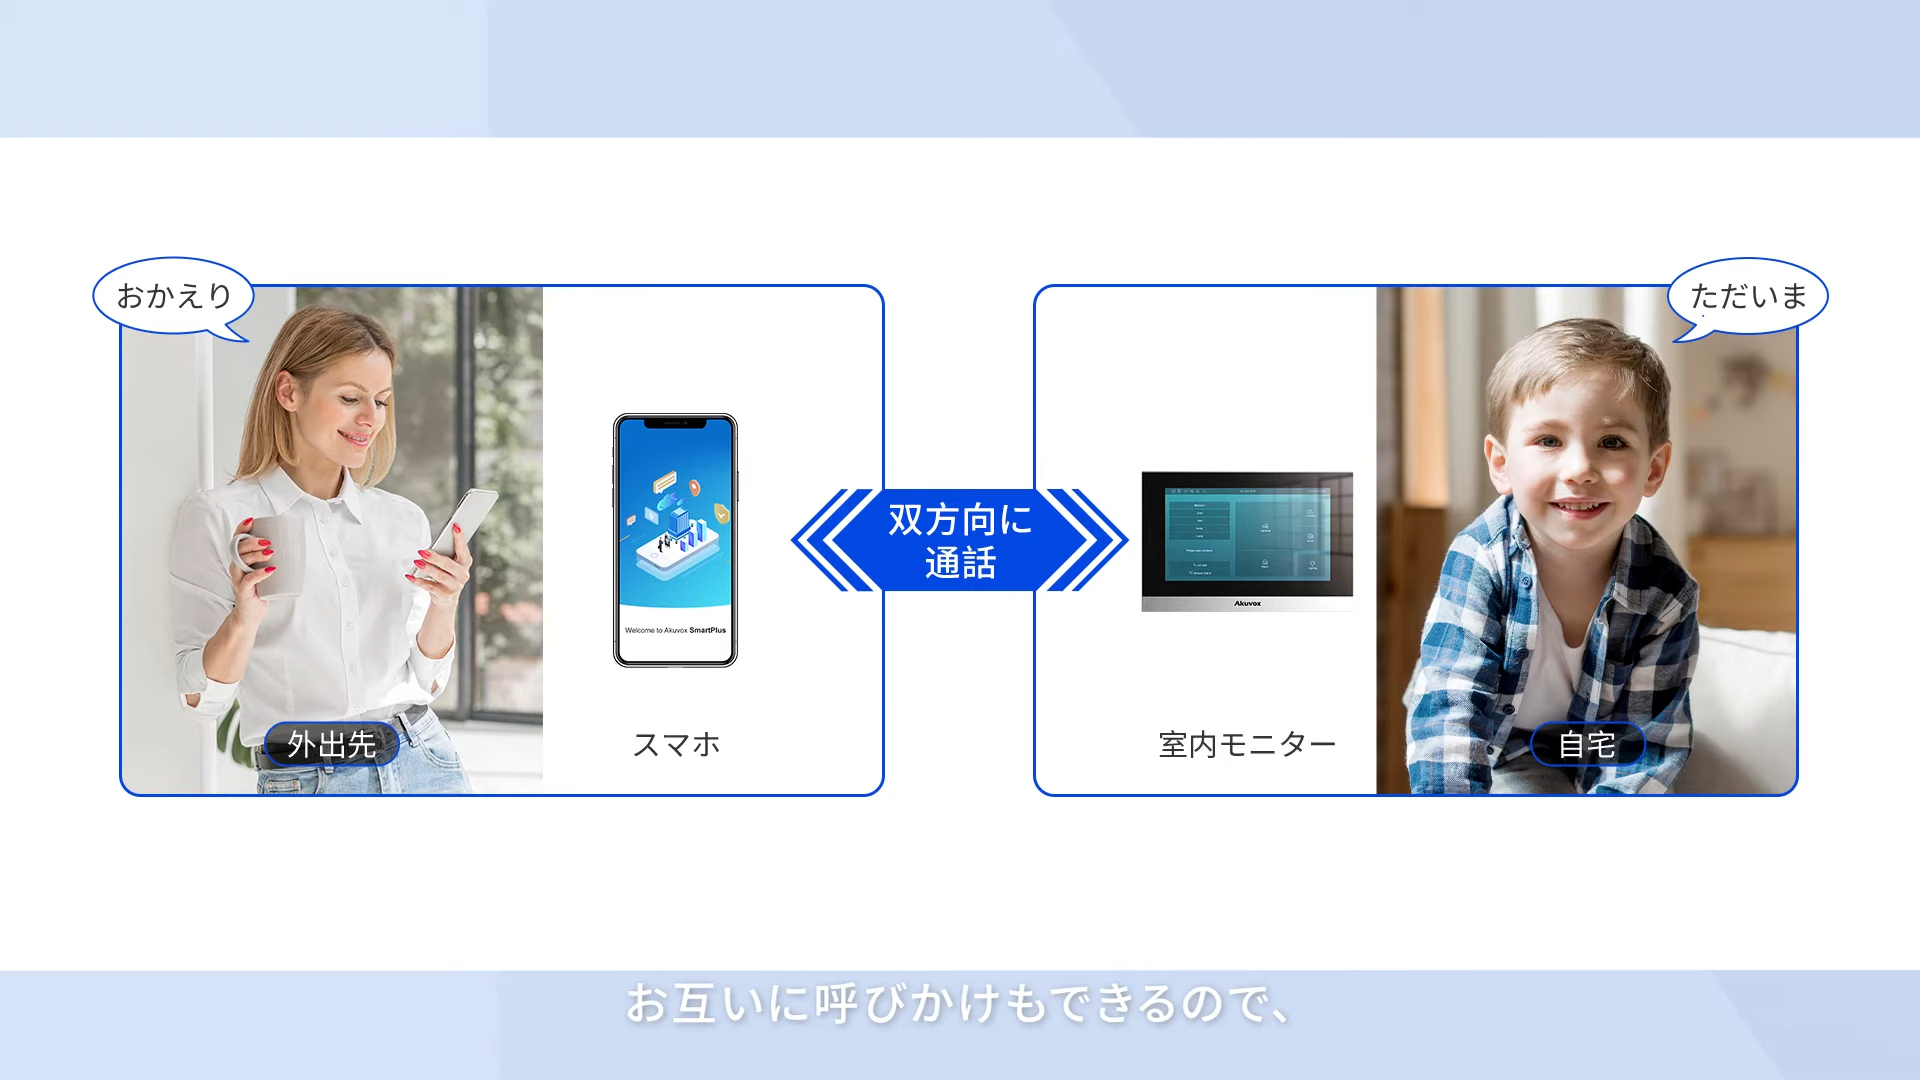 おかえり
ただいま
双方向に
通話
Welcome to Akuvox SmartPlus
Akuvox
外出先
スマホ
室内モニター
自宅
お互いに呼びかけもできるので、